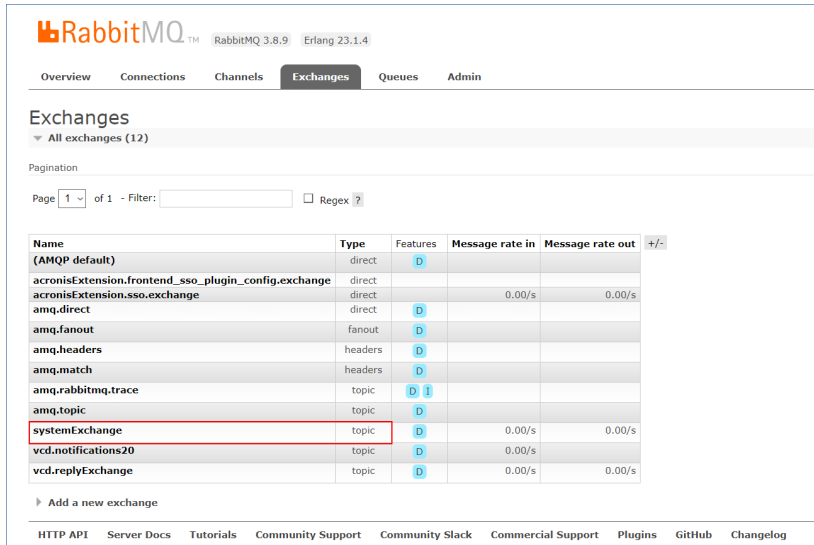 RabbitMQ TM RabbitMQ 3.8.9 Erlang 23.1.4
Overview Connections Channels Exchanges Queues Admin
Exchanges
All exchanges (12)
Pagination
Page 1 of 1 - Filter: Regex ?
Name Type Features Message rate in Message rate out +/-
(AMQP default) direct D
acronisExtension.frontend_sso_plugin_config.exchange direct
acronisExtension.sso.exchange direct 0.00/s 0.00/s
amq.direct direct D
amq.fanout fanout D
amq.headers headers D
amq.match headers D
amq.rabbitmq.trace topic D I
amq.topic topic D
systemExchange topic D 0.00/s 0.00/s
vcd.notifications20 topic D 0.00/s
vcd.replyExchange topic D 0.00/s 0.00/s
Add a new exchange
HTTP API Server Docs Tutorials Community Support Community Slack Commercial Support Plugins GitHub Changelog